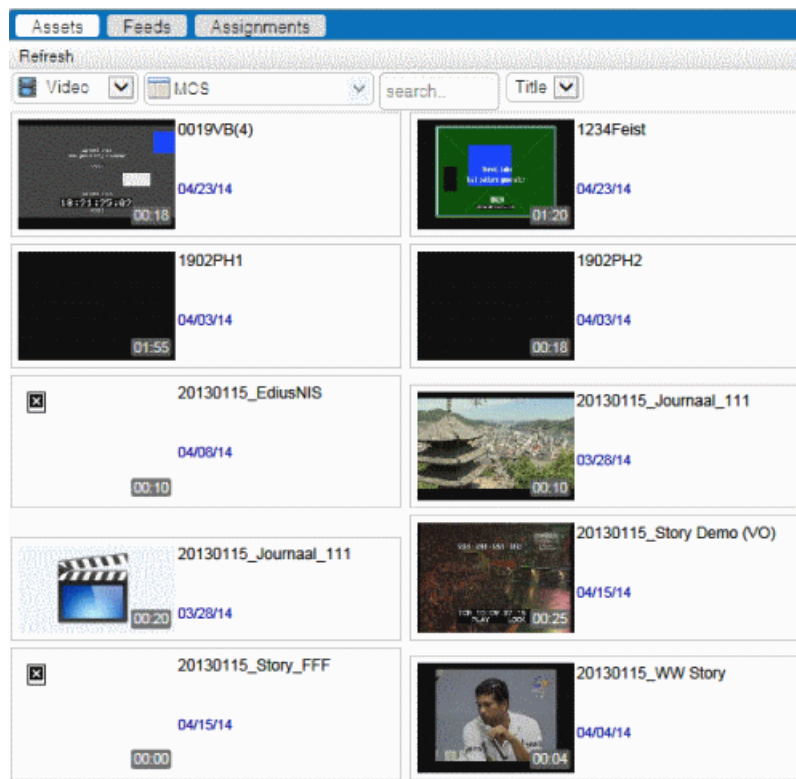 Assets Feeds Assignments
Refresh
Video MOS search.. Title
0019VB(4)
04/23/14
00:18
1234Feist
04/23/14
01:20
1902PH1
04/03/14
01:55
1902PH2
04/03/14
00:18
20130115_EdiusNIS
04/08/14
00:10
20130115_Journaal_111
03/28/14
00:10
20130115_Journaal_111
03/28/14
00:20
20130115_Story Demo (VO)
04/15/14
00:25
20130115_Story_FFF
04/15/14
00:00
20130115_WW Story
04/04/14
00:04